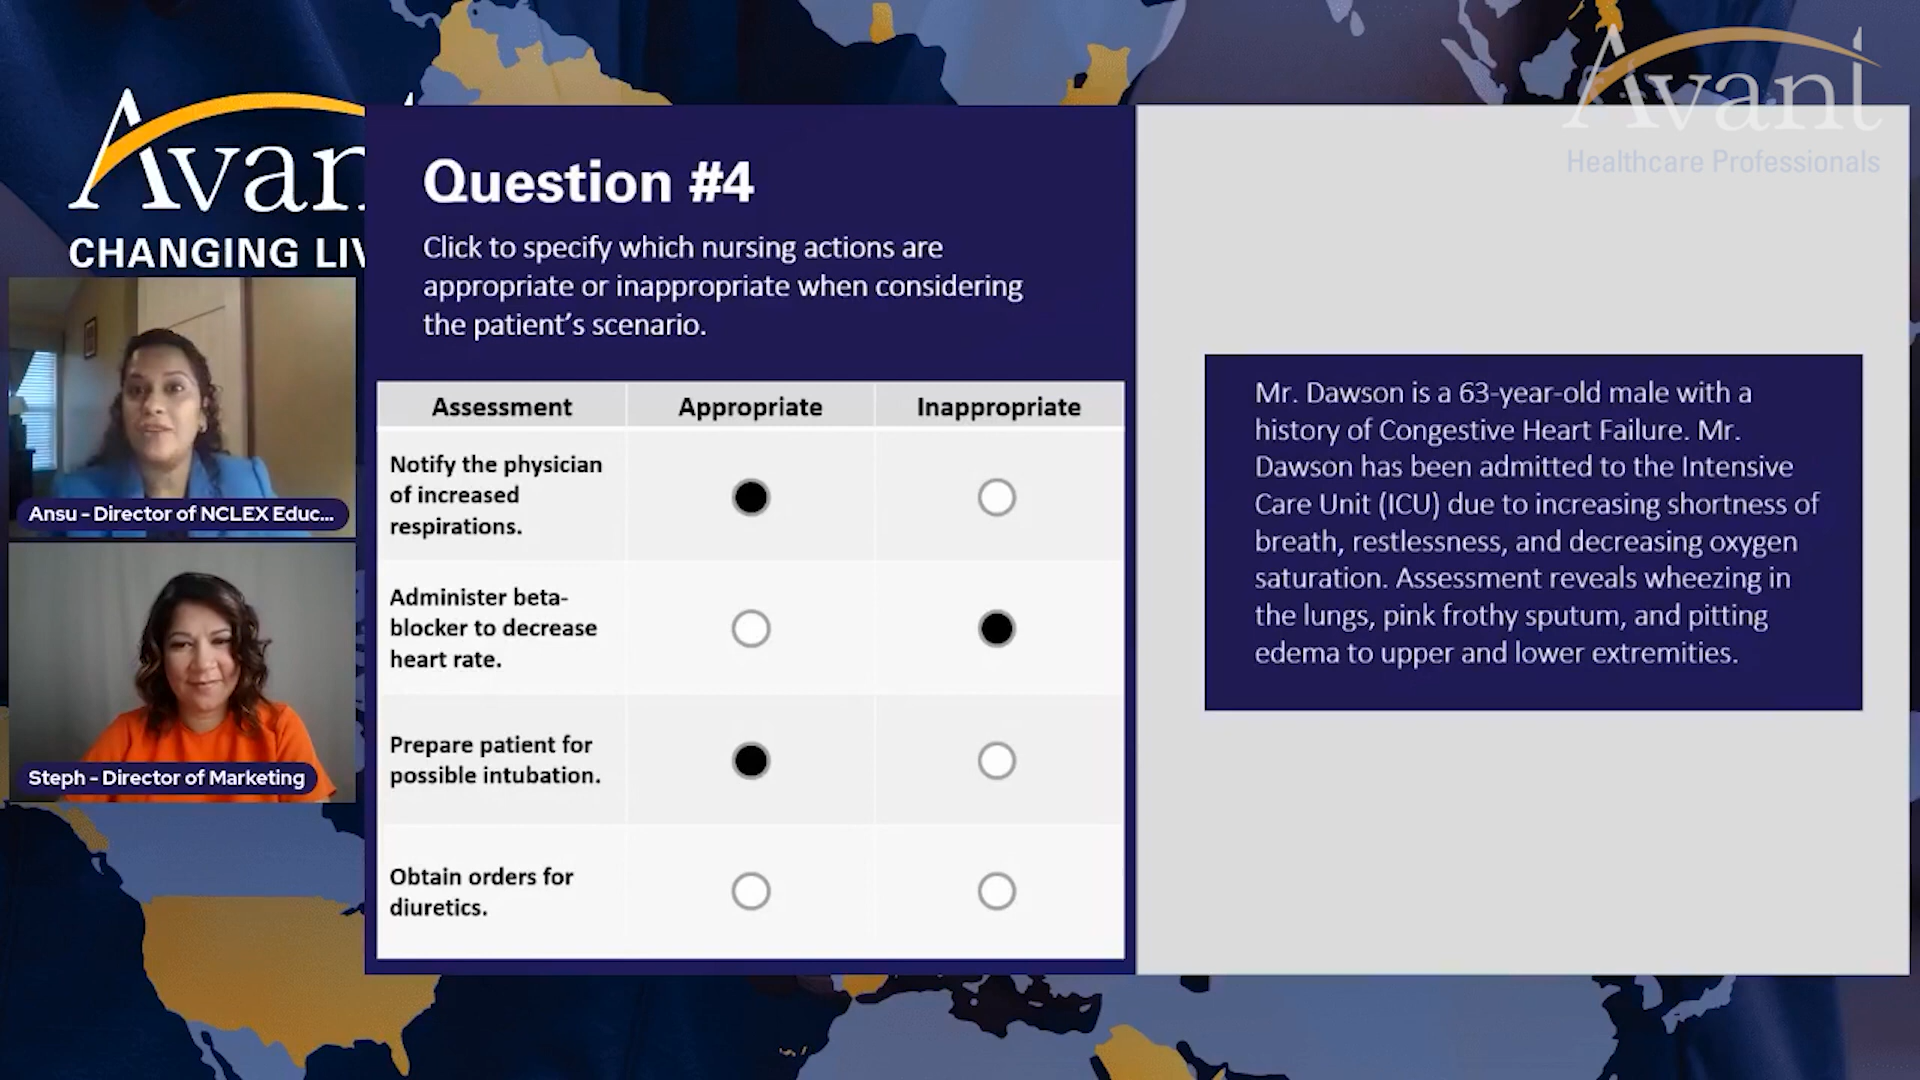 Avant
Healthcare Professionals
CHANGING LIV
Ansu - Director of NCLEX Educ...
Steph - Director of Marketing
Question #4
Click to specify which nursing actions are
appropriate or inappropriate when considering
the patient's scenario.
Assessment Appropriate Inappropriate
Notify the physician
of increased
respirations.
Administer beta-
blocker to decrease
heart rate.
Prepare patient for
possible intubation.
Obtain orders for
diuretics.
Mr. Dawson is a 63-year-old male with a
history of Congestive Heart Failure. Mr.
Dawson has been admitted to the Intensive
Care Unit (ICU) due to increasing shortness of
breath, restlessness, and decreasing oxygen
saturation. Assessment reveals wheezing in
the lungs, pink frothy sputum, and pitting
edema to upper and lower extremities.